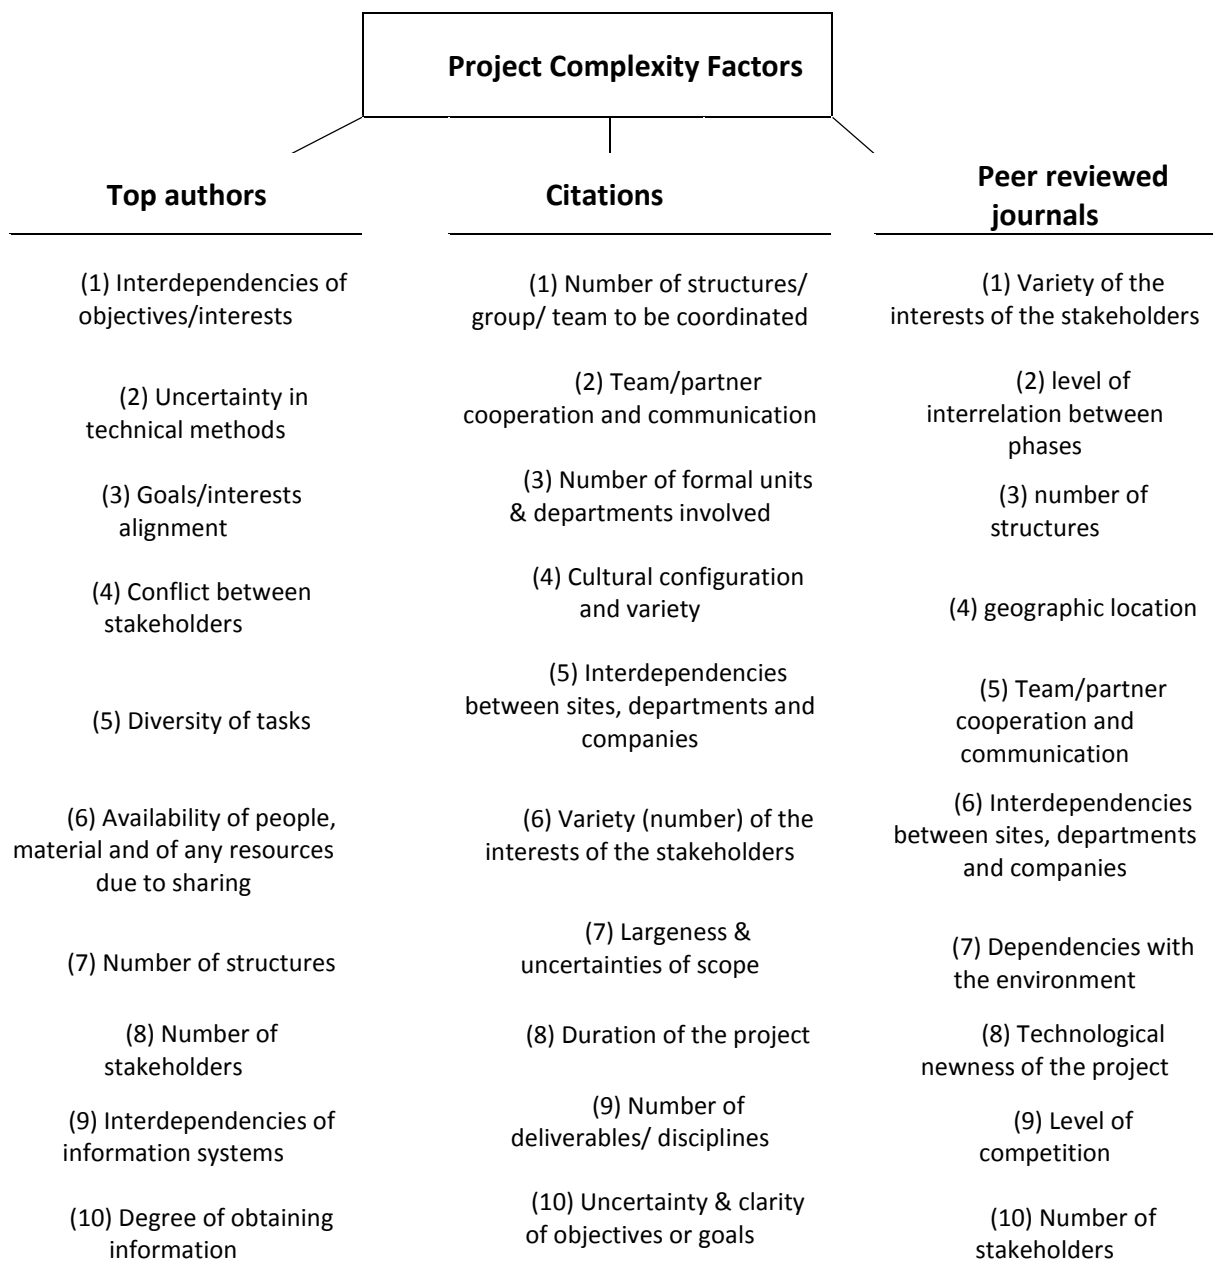 Project Complexity Factors
Top authors
(1) Interdependencies of
objectives/interests
(2) Uncertainty in
technical methods
(3) Goals/interests
alignment
(4) Conflict between
stakeholders
(5) Diversity of tasks
(6) Availability of people,
material and of any resources
due to sharing
(7) Number of structures
(8) Number of
stakeholders
(9) Interdependencies of
information systems
(10) Degree of obtaining
information
Citations
(1) Number of structures/
group/ team to be coordinated
(2) Team/partner
cooperation and communication
(3) Number of formal units
& departments involved
(4) Cultural configuration
and variety
(5) Interdependencies
between sites, departments and
companies
(6) Variety (number) of the
interests of the stakeholders
(7) Largeness &
uncertainties of scope
(8) Duration of the project
(9) Number of
deliverables/ disciplines
(10) Uncertainty & clarity
of objectives or goals
Peer reviewed
journals
(1) Variety of the
interests of the stakeholders
(2) level of
interrelation between
phases
(3) number of
structures
(4) geographic location
(5) Team/partner
cooperation and
communication
(6) Interdependencies
between sites, departments
and companies
(7) Dependencies with
the environment
(8) Technological
newness of the project
(9) Level of
competition
(10) Number of
stakeholders